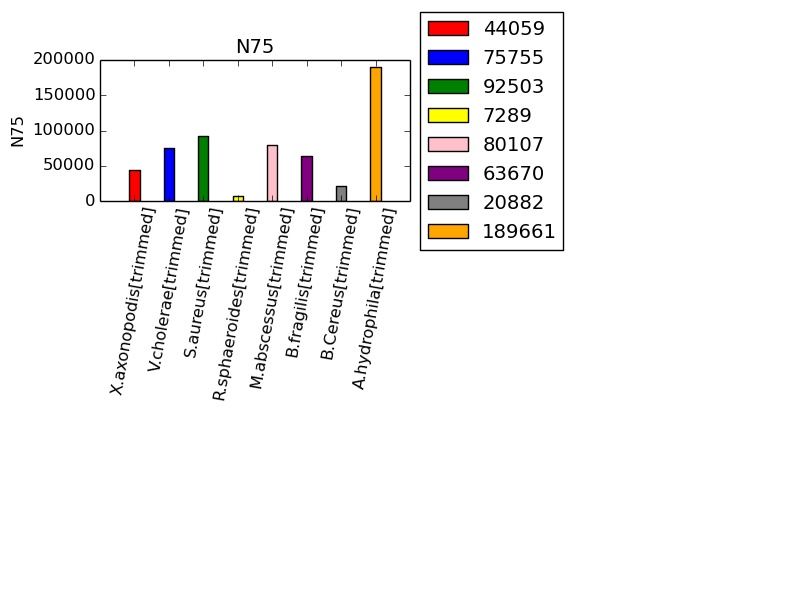 N75
N75
200000
150000
100000
50000
0
X.axonopodis[trimmed]
V.cholerae[trimmed]
S.aureus[trimmed]
R.sphaeroides[trimmed]
M.abscessus[trimmed]
B.fragilis[trimmed]
B.Cereus[trimmed]
A.hydrophila[trimmed]
44059
75755
92503
7289
80107
63670
20882
189661